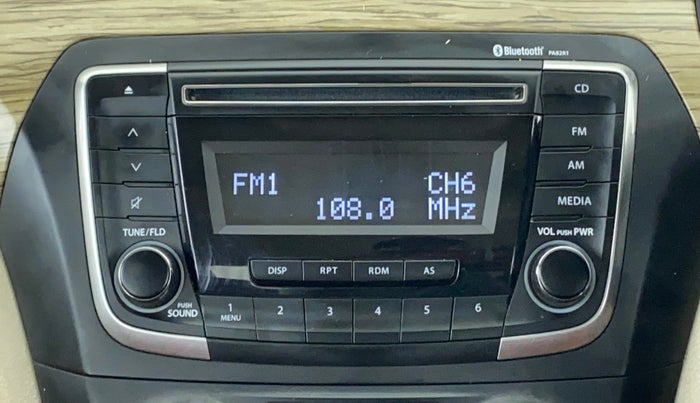 Bluetooth PA82R1
CD
FM
AM
MEDIA
FM1 CH6
108.0 MHz
TUNE/FLD
VOL PUSH PWR
DISP RPT RDM AS
PUSH
SOUND
1 2 3 4 5 6
MENU